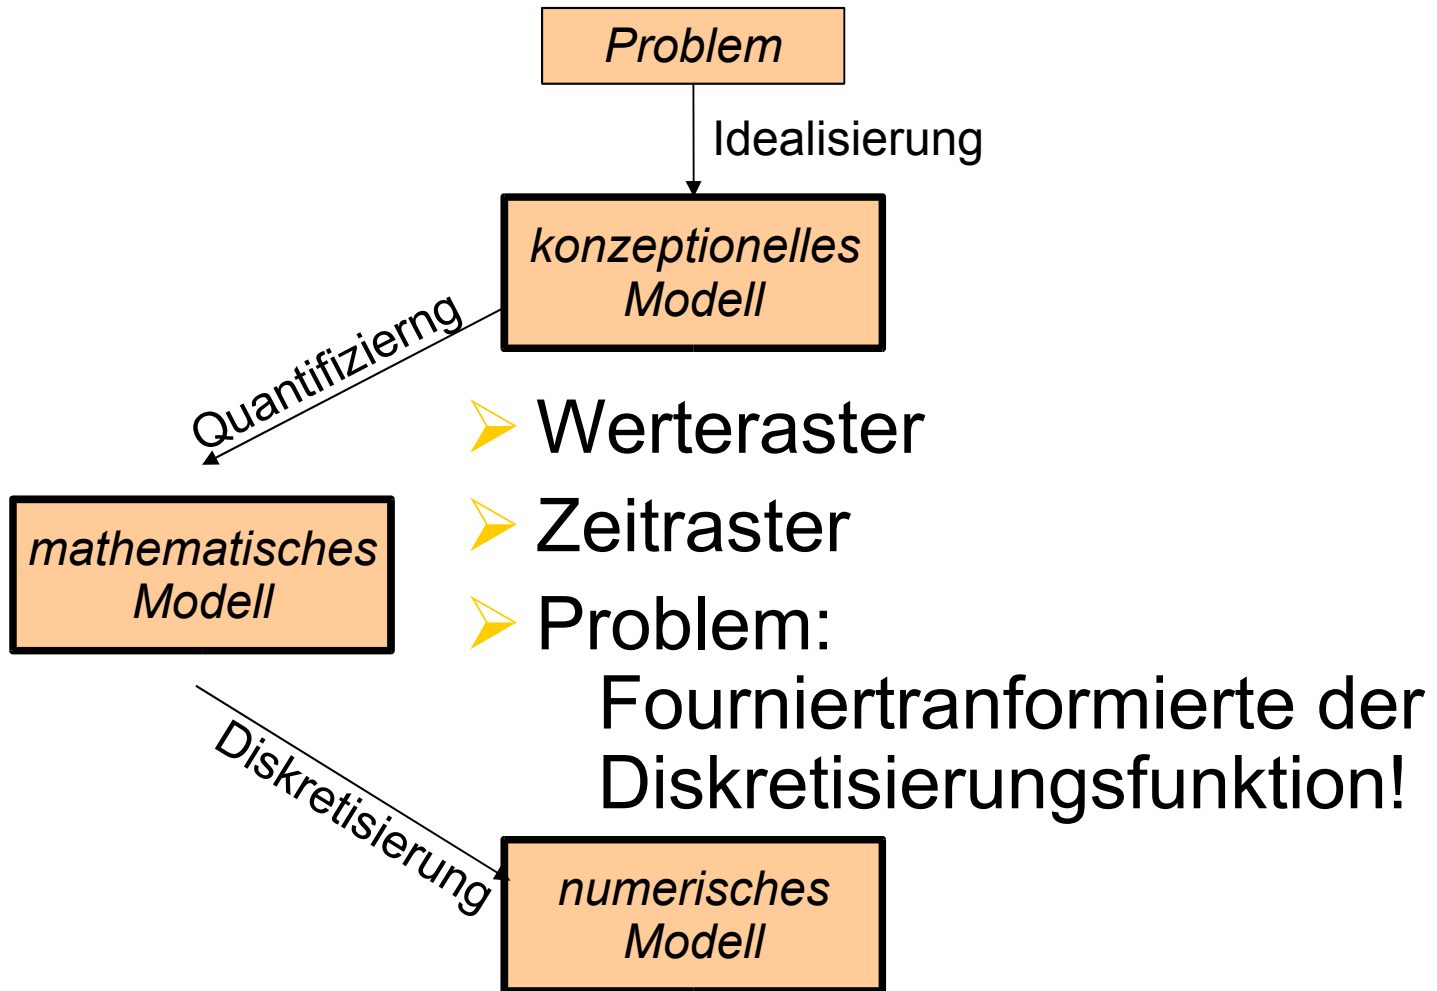 Problem
Idealisierung
konzeptionelles
Modell
Quantifizierng
Werteraster
Zeitraster
mathematisches
Modell
Problem:
Fourniertranformierte der
Diskretisierungsfunktion!
Diskretisierung
numerisches
Modell